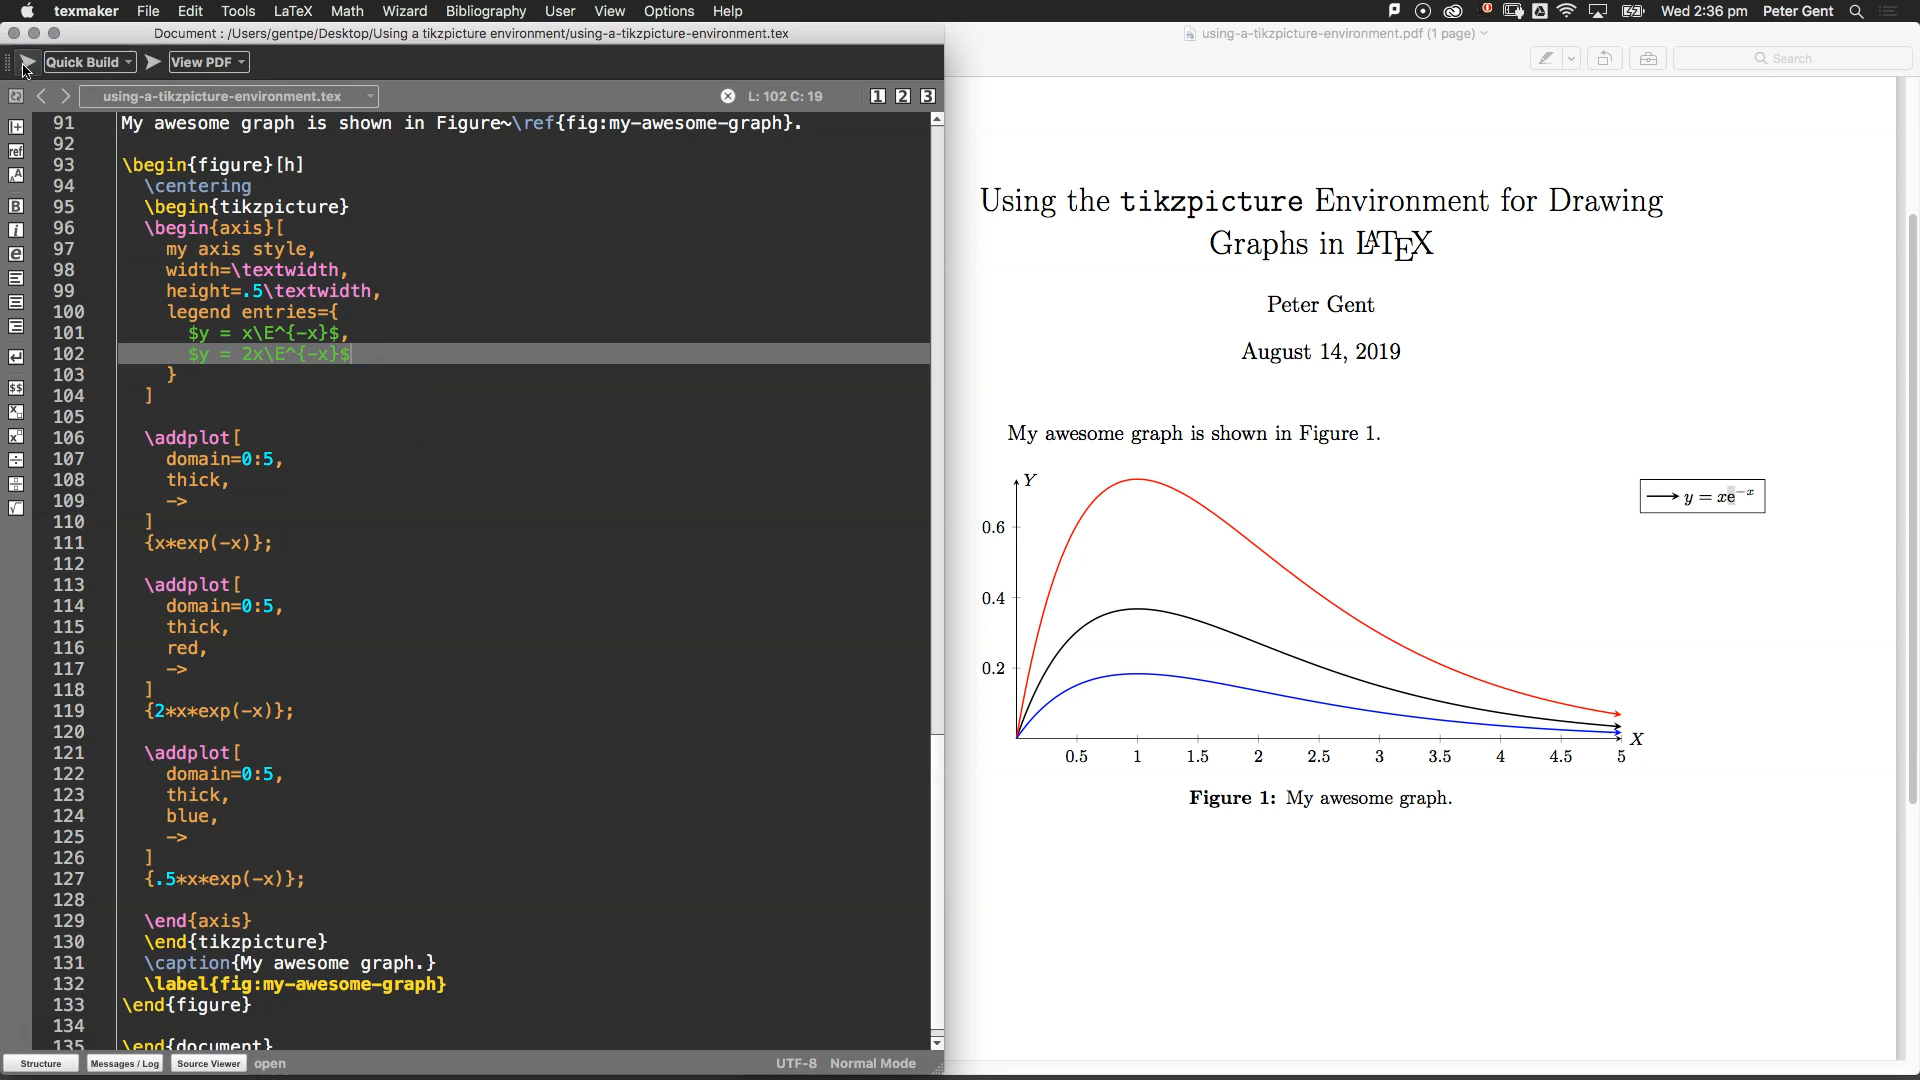 texmaker File Edit Tools LaTeX Math Wizard Bibliography User View Options Help
Wed 2:36 pm Peter Gent
Document : /Users/gentpe/Desktop/Using a tikzpicture environment/using-a-tikzpicture-environment.tex
Quick Build View PDF
using-a-tikzpicture-environment.tex L: 102 C: 19 1 2 3
91 My awesome graph is shown in Figure~\ref{fig:my-awesome-graph}.
92
93 \begin{figure}[h]
94 \centering
95 \begin{tikzpicture}
96 \begin{axis}[
97 my axis style,
98 width=\textwidth,
99 height=.5\textwidth,
100 legend entries={
101 $y = x\E^{-x}$,
102 $y = 2x\E^{-x}$
103 }
104 ]
105
106 \addplot[
107 domain=0:5,
108 thick,
109 ->
110 ]
111 {x*exp(-x)};
112
113 \addplot[
114 domain=0:5,
115 thick,
116 red,
117 ->
118 ]
119 {2*x*exp(-x)};
120
121 \addplot[
122 domain=0:5,
123 thick,
124 blue,
125 ->
126 ]
127 {.5*x*exp(-x)};
128
129 \end{axis}
130 \end{tikzpicture}
131 \caption{My awesome graph.}
132 \label{fig:my-awesome-graph}
133 \end{figure}
134
135 \end{document}
Structure Messages / Log Source Viewer open UTF-8 Normal Mode
using-a-tikzpicture-environment.pdf (1 page)
Search
Using the tikzpicture Environment for Drawing
Graphs in LATEX
Peter Gent
August 14, 2019
My awesome graph is shown in Figure 1.
Y
y = xe−x
0.6
0.4
0.2
X
0.5 1 1.5 2 2.5 3 3.5 4 4.5 5
Figure 1: My awesome graph.